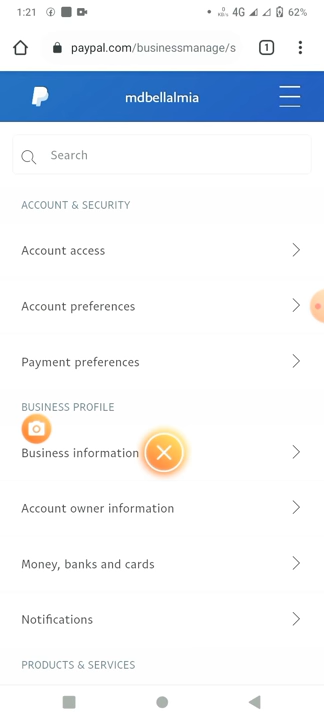 1:21 4G 62%
paypal.com/businessmanage/s 1
mdbellalmia
Search
ACCOUNT & SECURITY
Account access
Account preferences
Payment preferences
BUSINESS PROFILE
Business information
Account owner information
Money, banks and cards
Notifications
PRODUCTS & SERVICES